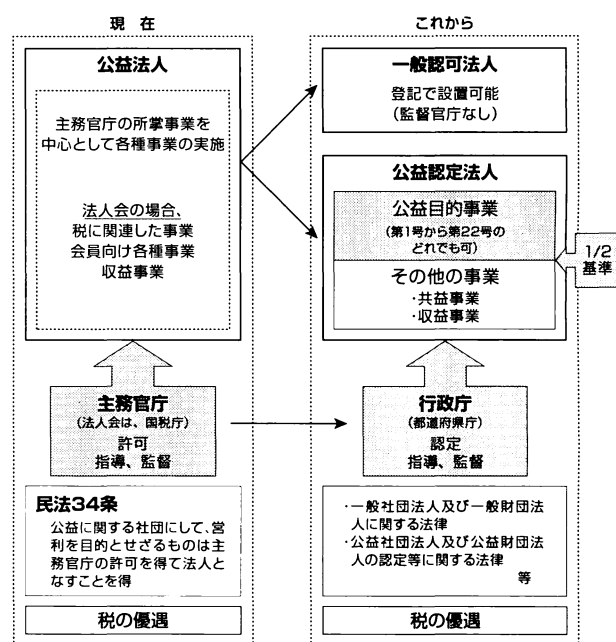 現 在
公益法人
主務官庁の所掌事業を
中心として各種事業の実施
法人会の場合、
税に関連した事業
会員向け各種事業
収益事業
主務官庁
(法人会は、国税庁)
許可
指導、監督
民法34条
公益に関する社団にして、営
利を目的とせざるものは主
務官庁の許可を得て法人と
なすことを得
税の優遇
これから
一般認可法人
登記で設置可能
(監督官庁なし)
公益認定法人
公益目的事業
(第1号から第22号の
どれでも可)
その他の事業
・共益事業
・収益事業
1/2
基準
行政庁
(都道府県庁)
認定
指導、監督
・一般社団法人及び一般財団法
人に関する法律
・公益社団法人及び公益財団法
人の認定等に関する法律
等
税の優遇